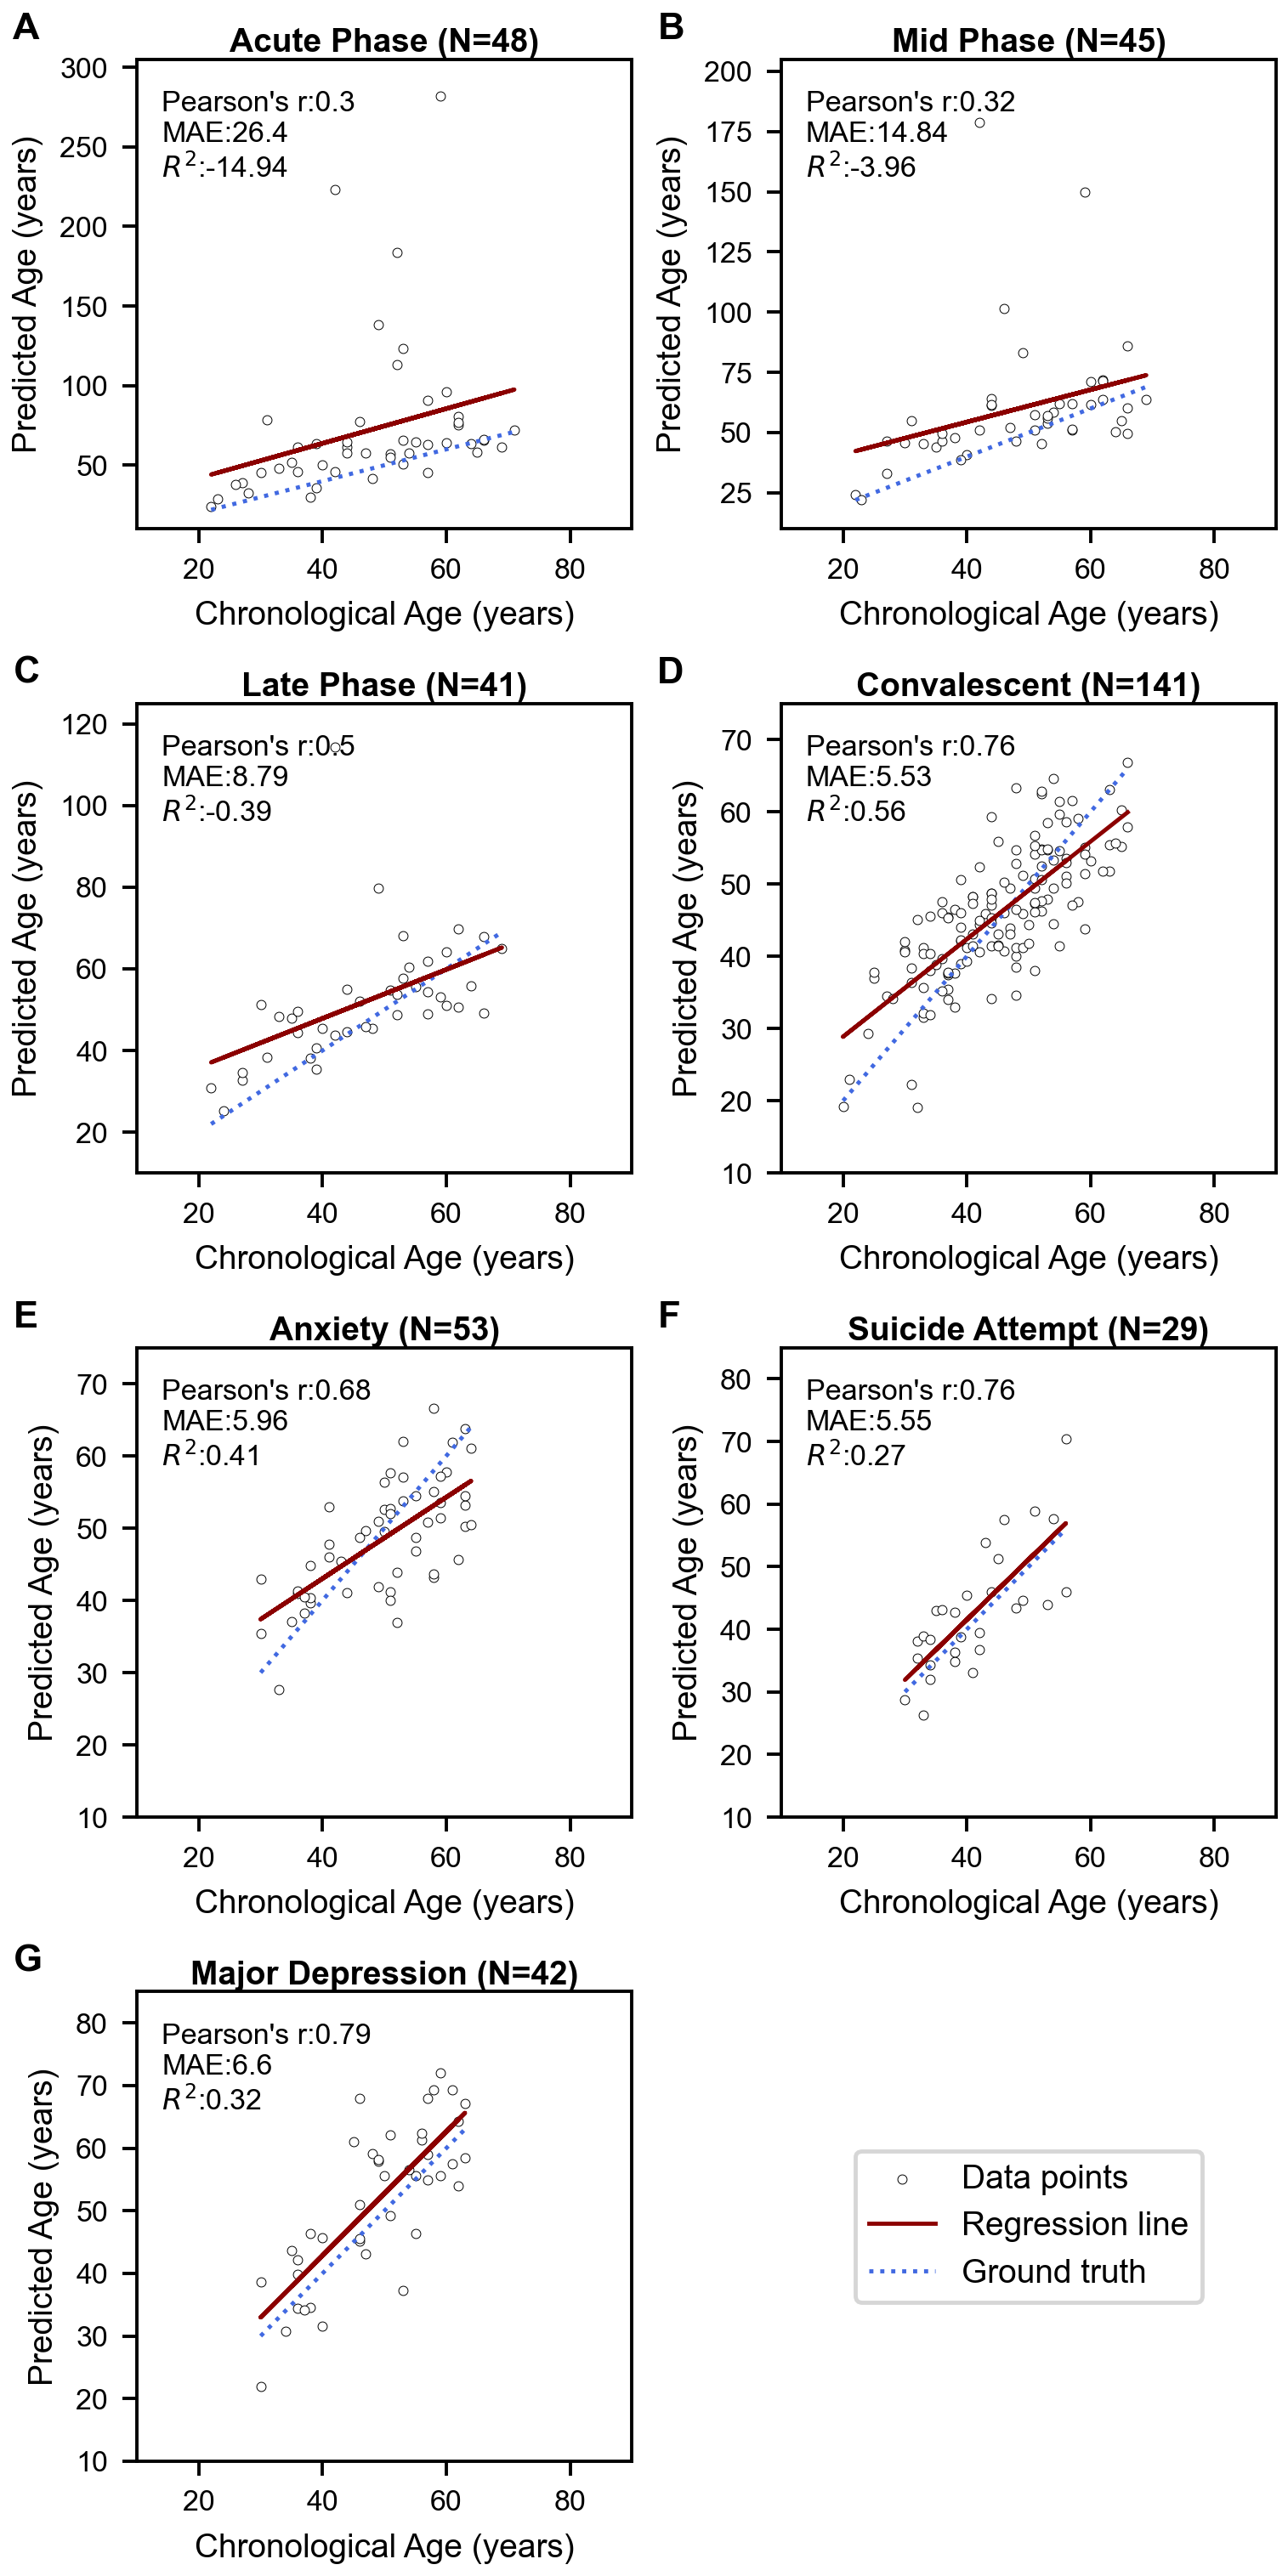 A
Acute Phase (N=48)
Pearson's r:0.3
MAE:26.4
R²:-14.94
300
250
200
150
100
50
Predicted Age (years)
20 40 60 80
Chronological Age (years)
B
Mid Phase (N=45)
Pearson's r:0.32
MAE:14.84
R²:-3.96
200
175
150
125
100
75
50
25
Predicted Age (years)
20 40 60 80
Chronological Age (years)
C
Late Phase (N=41)
Pearson's r:0.5
MAE:8.79
R²:-0.39
120
100
80
60
40
20
Predicted Age (years)
20 40 60 80
Chronological Age (years)
D
Convalescent (N=141)
Pearson's r:0.76
MAE:5.53
R²:0.56
70
60
50
40
30
20
10
Predicted Age (years)
20 40 60 80
Chronological Age (years)
E
Anxiety (N=53)
Pearson's r:0.68
MAE:5.96
R²:0.41
70
60
50
40
30
20
10
Predicted Age (years)
20 40 60 80
Chronological Age (years)
F
Suicide Attempt (N=29)
Pearson's r:0.76
MAE:5.55
R²:0.27
80
70
60
50
40
30
20
10
Predicted Age (years)
20 40 60 80
Chronological Age (years)
G
Major Depression (N=42)
Pearson's r:0.79
MAE:6.6
R²:0.32
80
70
60
50
40
30
20
10
Predicted Age (years)
20 40 60 80
Chronological Age (years)
Data points
Regression line
Ground truth